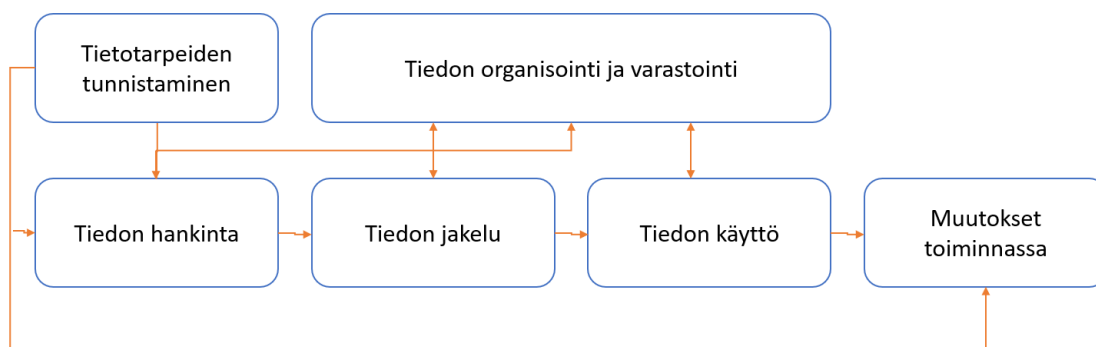 Tietotarpeiden
tunnistaminen
Tiedon organisointi ja varastointi
Tiedon hankinta
Tiedon jakelu
Tiedon käyttö
Muutokset
toiminnassa